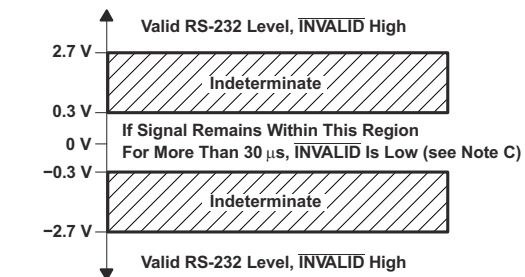 Valid RS-232 Level, INVALID High
2.7 V
Indeterminate
0.3 V
If Signal Remains Within This Region
0 V
For More Than 30 µs, INVALID Is Low (see Note C)
−0.3 V
Indeterminate
−2.7 V
Valid RS-232 Level, INVALID High